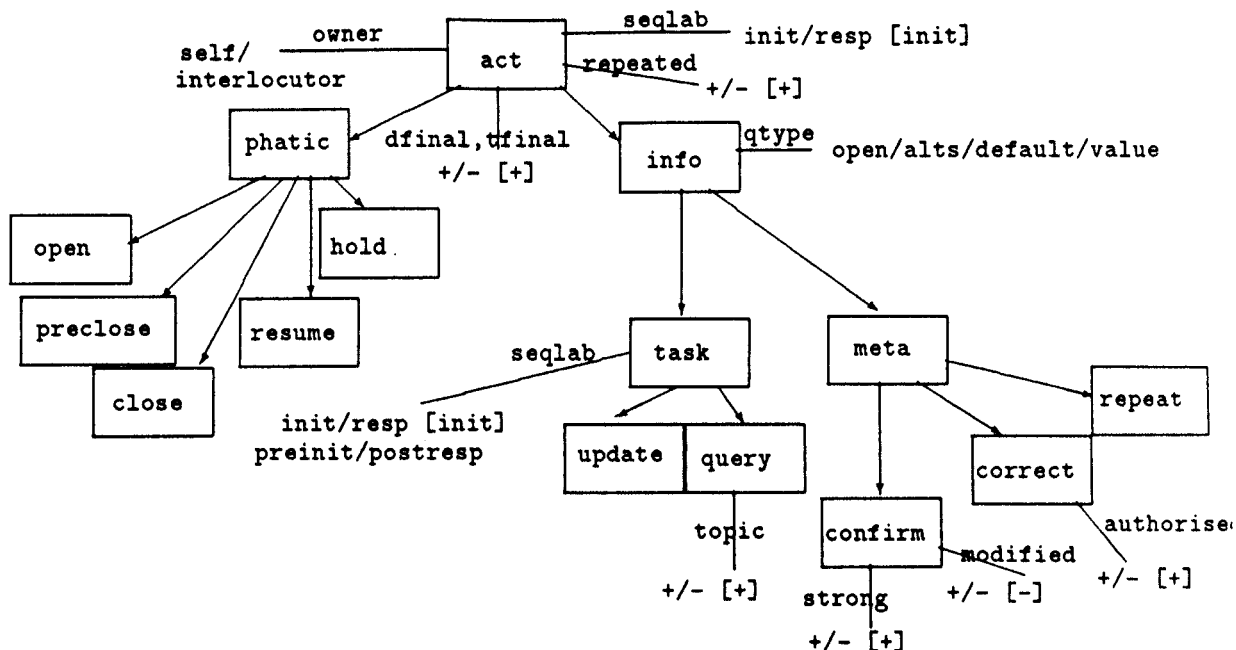 seqlab
owner
init/resp [init]
self/
interlocutor
act
repeated
+/- [+]
phatic
dfinal,tfinal
+/- [+]
info
qtype
open/alts/default/value
open
hold
preclose
resume
close
seqlab
task
meta
init/resp [init]
preinit/postresp
repeat
update
query
correct
topic
+/- [+]
confirm
modified
+/- [-]
authorise
+/- [+]
strong
+/- [+]